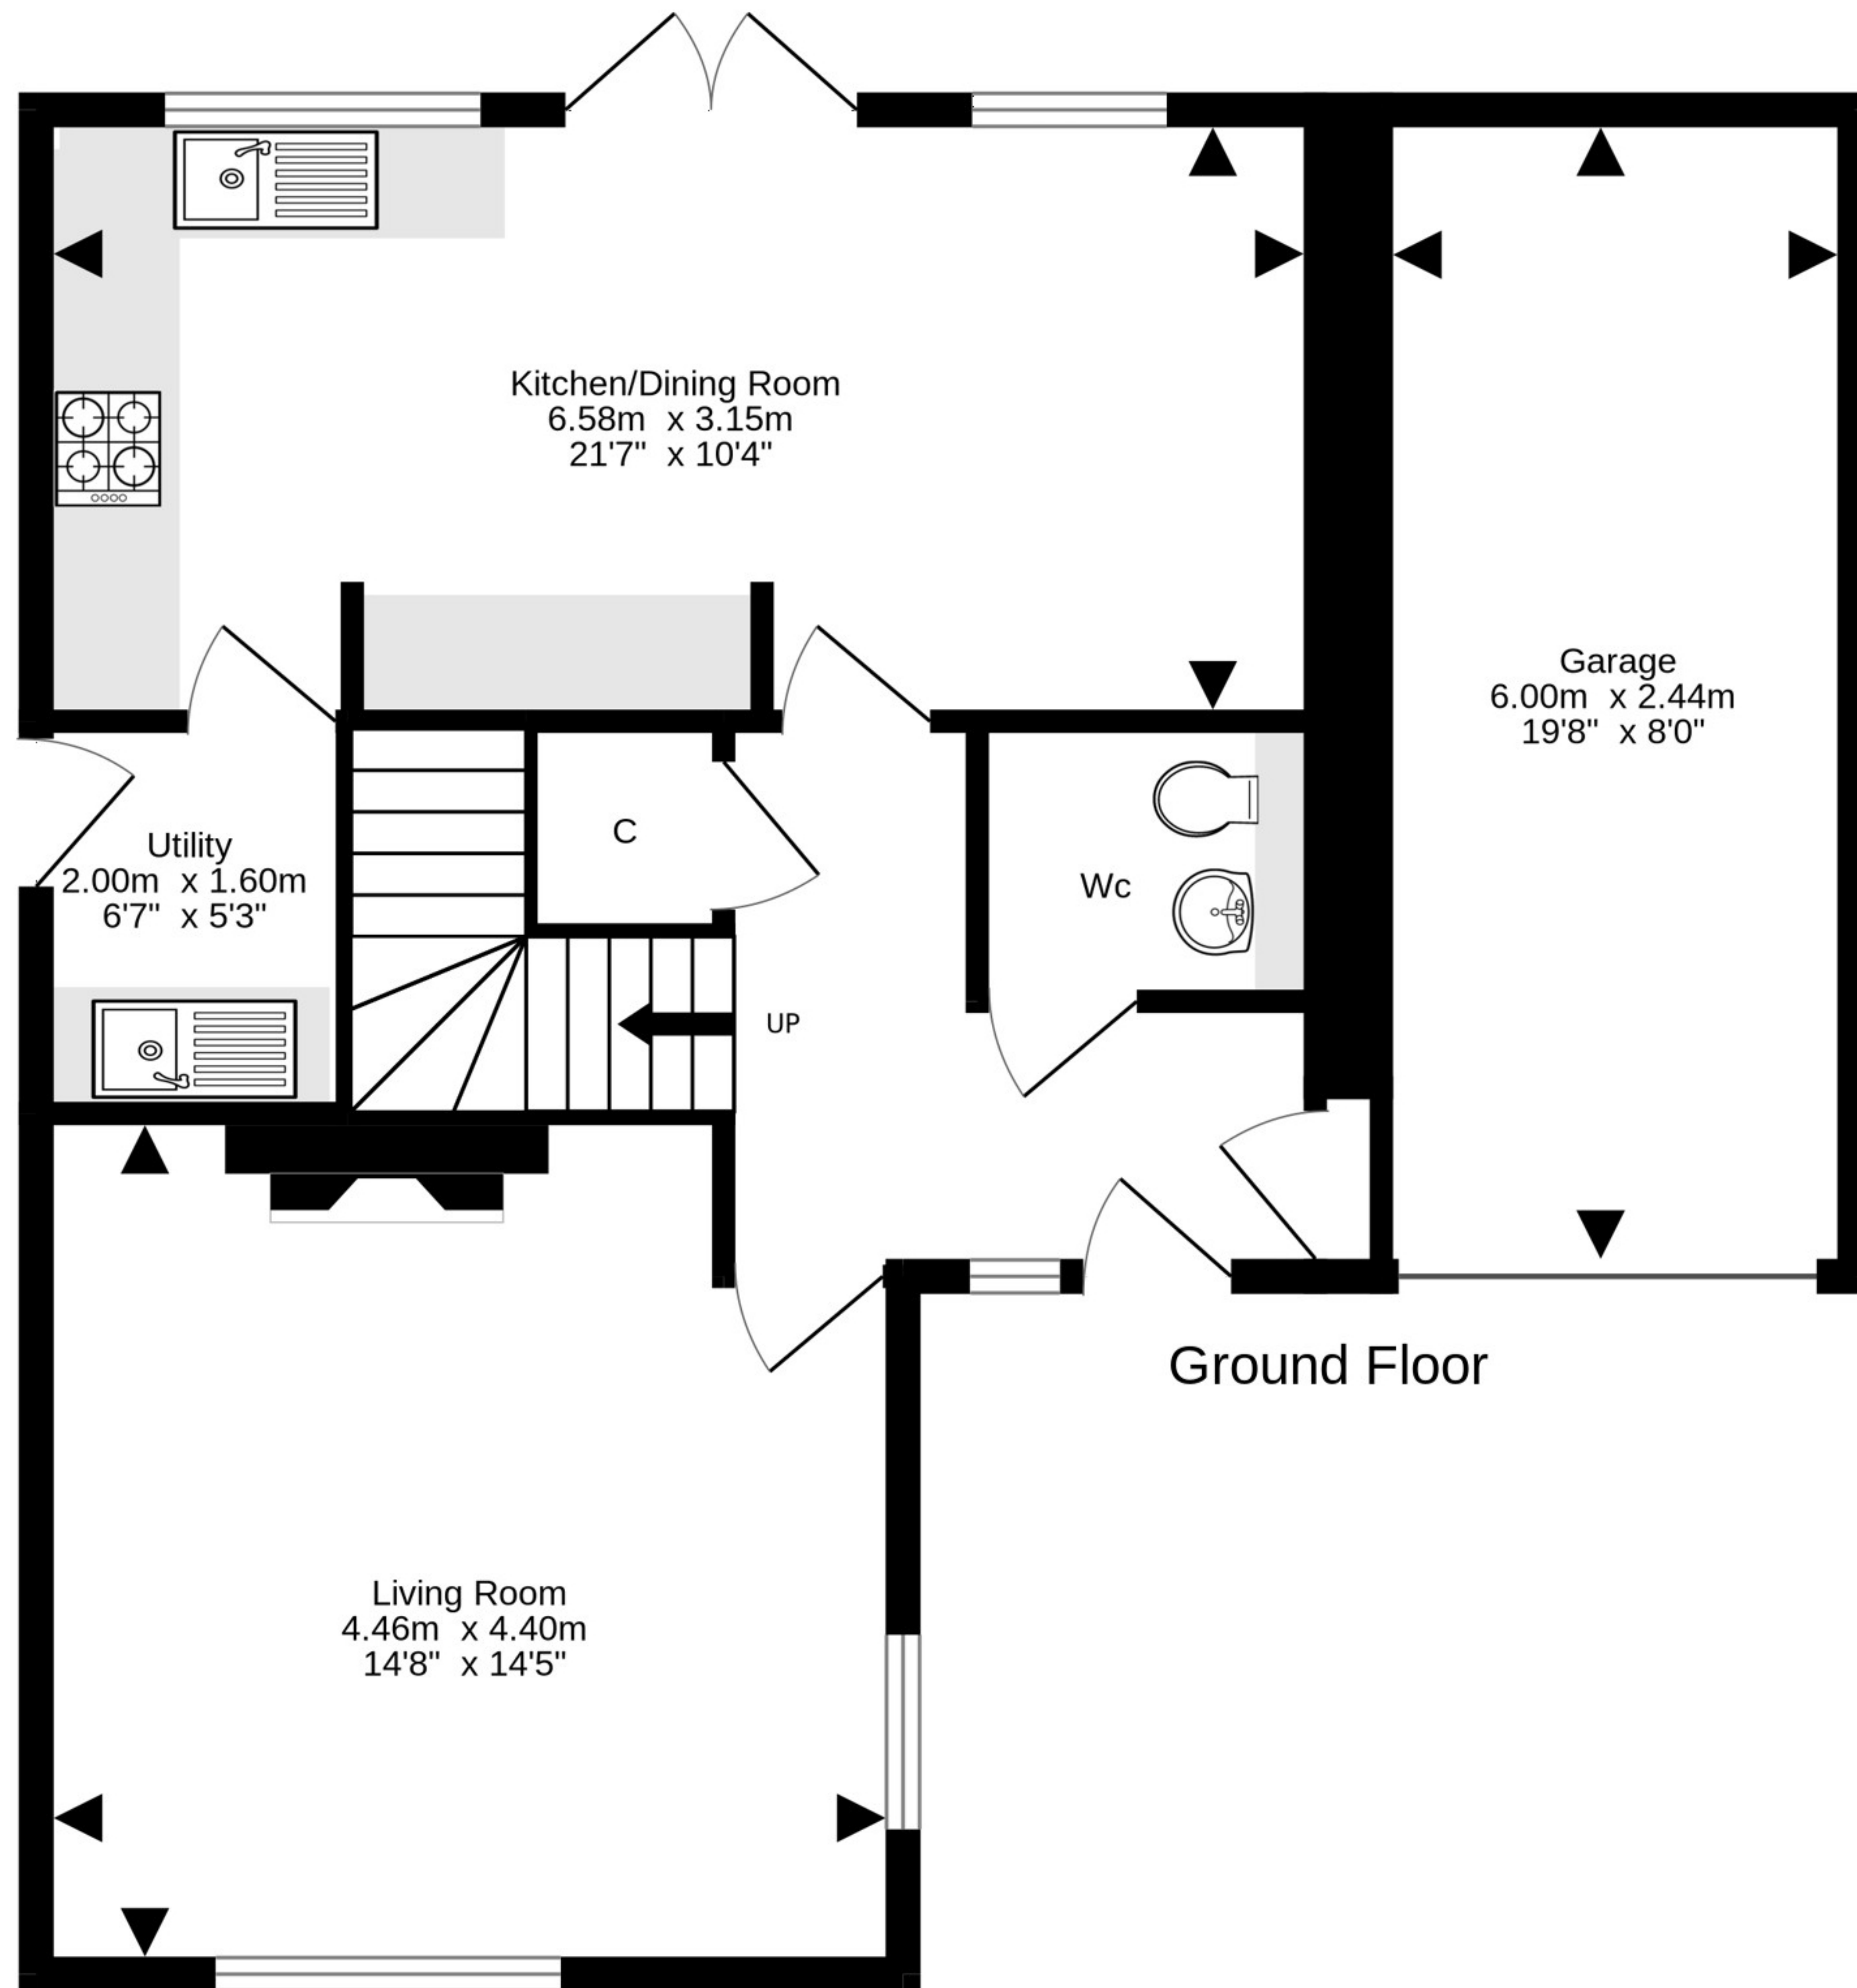 Kitchen/Dining Room
6.58m x 3.15m
21'7" x 10'4"
Garage
6.00m x 2.44m
19'8" x 8'0"
Utility
2.00m x 1.60m
6'7" x 5'3"
C
Wc
UP
Ground Floor
Living Room
4.46m x 4.40m
14'8" x 14'5"